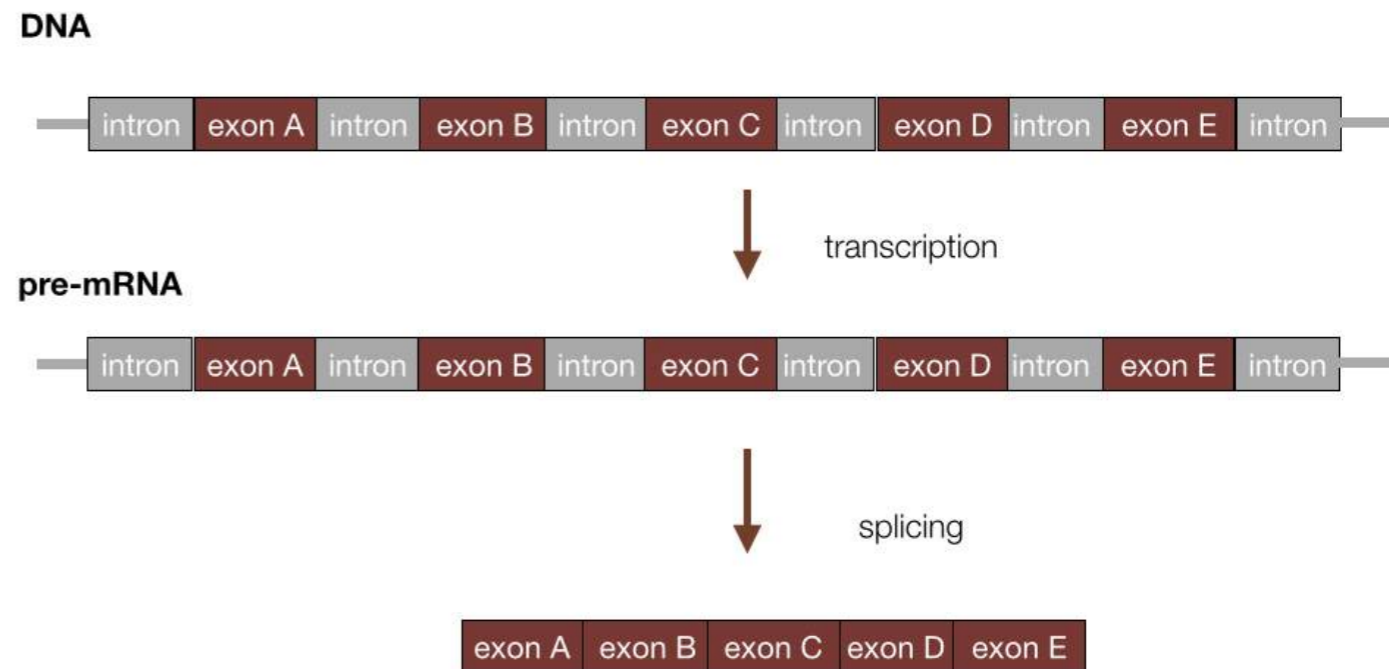 DNA
intron exon A intron exon B intron exon C intron exon D intron exon E intron
transcription
pre-mRNA
intron exon A intron exon B intron exon C intron exon D intron exon E intron
splicing
exon A exon B exon C exon D exon E